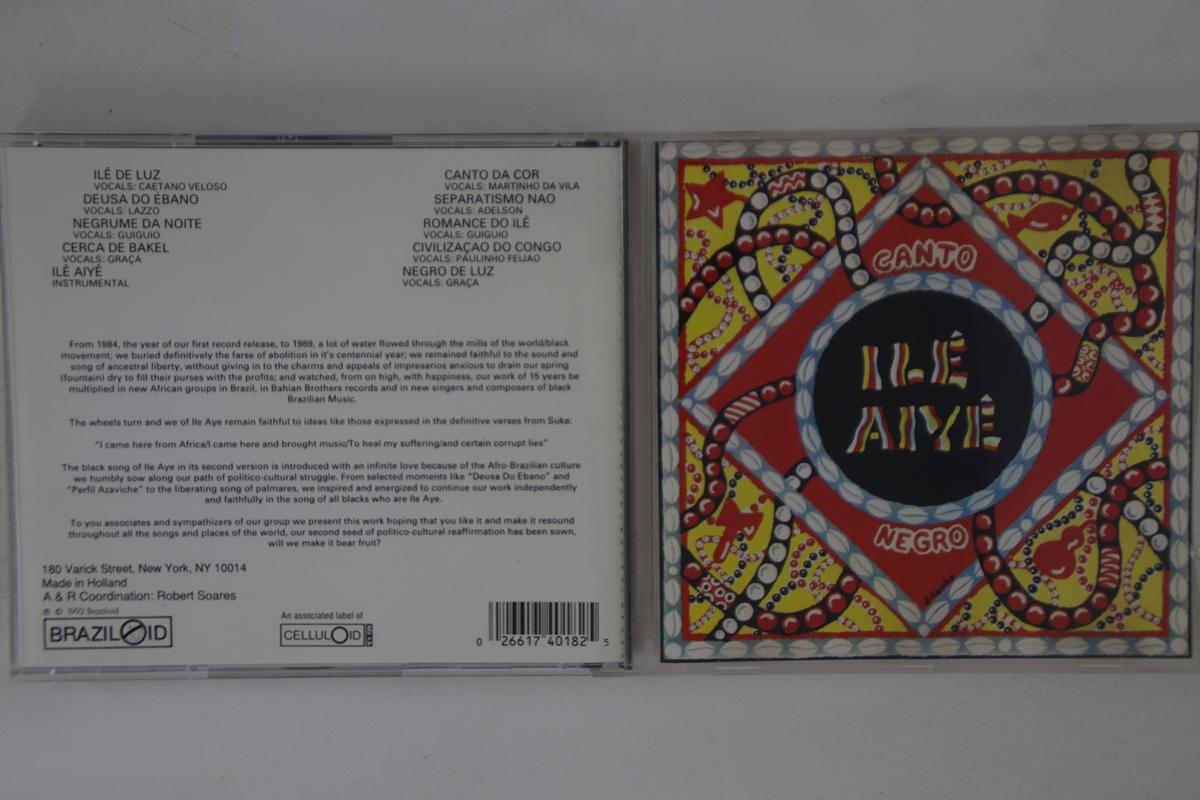 ILÊ DE LUZ
VOCALS: CAETANO VELOSO
DEUSA DO ÉBANO
VOCALS: LAZZO
NEGRUME DA NOITE
VOCALS: GUIGUIO
CERCA DE BAKEL
VOCALS: GRAÇA
ILÊ AIYÊ
INSTRUMENTAL
CANTO DA COR
VOCALS: MARTINHO DA VILA
SEPARATISMO NAO
VOCALS: ADELSON
ROMANCE DO ILÊ
VOCALS: GUIGUIO
CIVILIZAÇAO DO CONGO
VOCALS: PAULINHO FEIJAO
NEGRO DE LUZ
VOCALS: GRAÇA
From 1984, the year of our first record release, to 1989, a lot of water flowed through the mills of the world/black
movement; we buried definitively the farse of abolition in it's centennial year; we remained faithful to the sound and
song of ancestral liberty, without giving in to the charms and appeals of impresarios anxious to drain our spring
(fountain) dry to fill their purses with the profits; and watched, from on high, with happiness, our work of 15 years be
multiplied in new African groups in Brazil, in Bahian Brothers records and in new singers and composers of black
Brazilian Music.
The wheels turn and we of Ile Aye remain faithful to ideas like those expressed in the definitive verses from Suka:
"I came here from Africa/I came here and brought music/To heal my suffering/and certain corrupt lies"
The black song of Ile Aye in its second version is introduced with an infinite love because of the Afro-Brazilian culture
we humbly sow along our path of politico-cultural struggle. From selected moments like "Deusa Do Ebano" and
"Perfil Azaviche" to the liberating song of palmares, we inspired and energized to continue our work independently
and faithfully in the song of all blacks who are Ile Aye.
To you associates and sympathizers of our group we present this work hoping that you like it and make it resound
throughout all the songs and places of the world, our second seed of politico-cultural reaffirmation has been sown,
will we make it bear fruit?
180 Varick Street, New York, NY 10014
Made in Holland
A & R Coordination: Robert Soares
℗ © 1992 Braziloid
BRAZILOID
An associated label of
CELLULOID
0 26617 40182 5
CANTO
ILÉ
AIYÊ
NEGRO